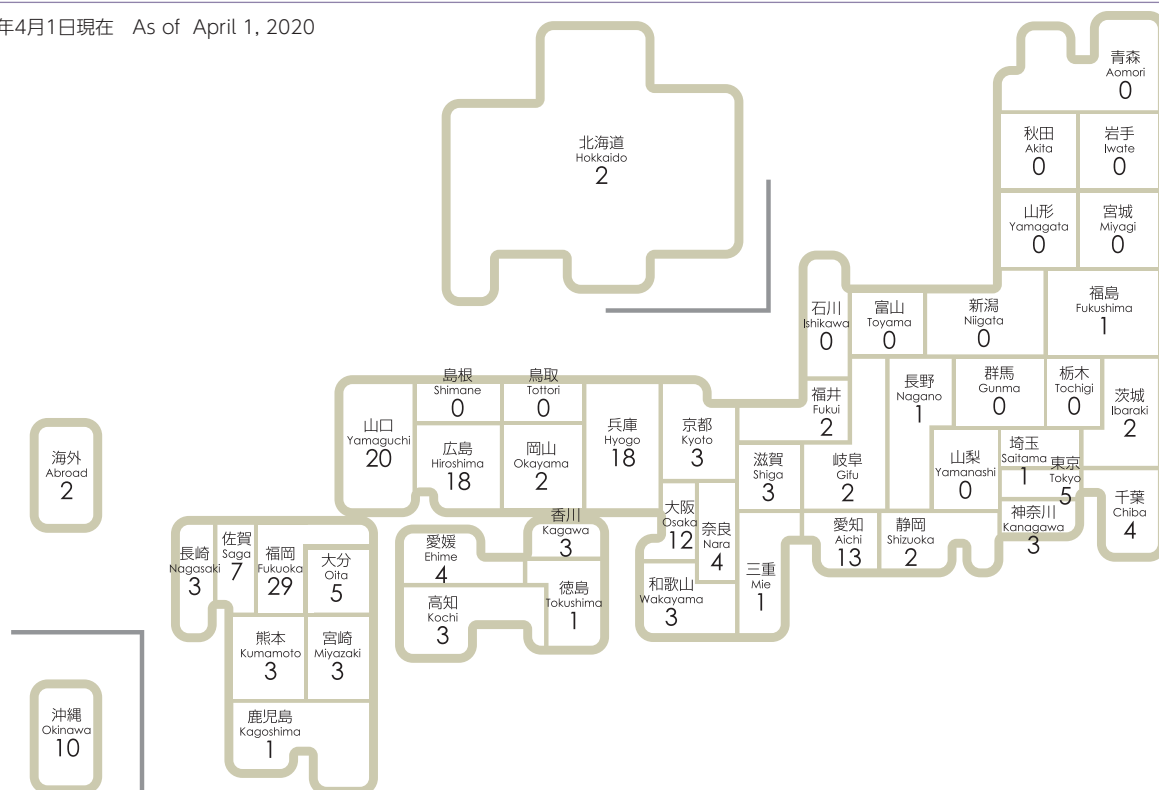 年4月1日現在 As of April 1, 2020
青森
Aomori
0
北海道
Hokkaido
2
秋田
Akita
0
岩手
Iwate
0
山形
Yamagata
0
宮城
Miyagi
0
石川
Ishikawa
0
富山
Toyama
0
新潟
Niigata
0
福島
Fukushima
1
島根
Shimane
0
鳥取
Tottori
0
福井
Fukui
2
長野
Nagano
1
群馬
Gunma
0
栃木
Tochigi
0
茨城
Ibaraki
2
山口
Yamaguchi
20
広島
Hiroshima
18
岡山
Okayama
2
兵庫
Hyogo
18
京都
Kyoto
3
滋賀
Shiga
3
岐阜
Gifu
2
山梨
Yamanashi
0
埼玉
Saitama
1
東京
Tokyo
5
海外
Abroad
2
千葉
Chiba
4
神奈川
Kanagawa
3
大阪
Osaka
12
奈良
Nara
4
愛知
Aichi
13
静岡
Shizuoka
2
香川
Kagawa
3
愛媛
Ehime
4
長崎
Nagasaki
3
佐賀
Saga
7
福岡
Fukuoka
29
大分
Oita
5
三重
Mie
1
和歌山
Wakayama
3
徳島
Tokushima
1
高知
Kochi
3
熊本
Kumamoto
3
宮崎
Miyazaki
3
沖縄
Okinawa
10
鹿児島
Kagoshima
1